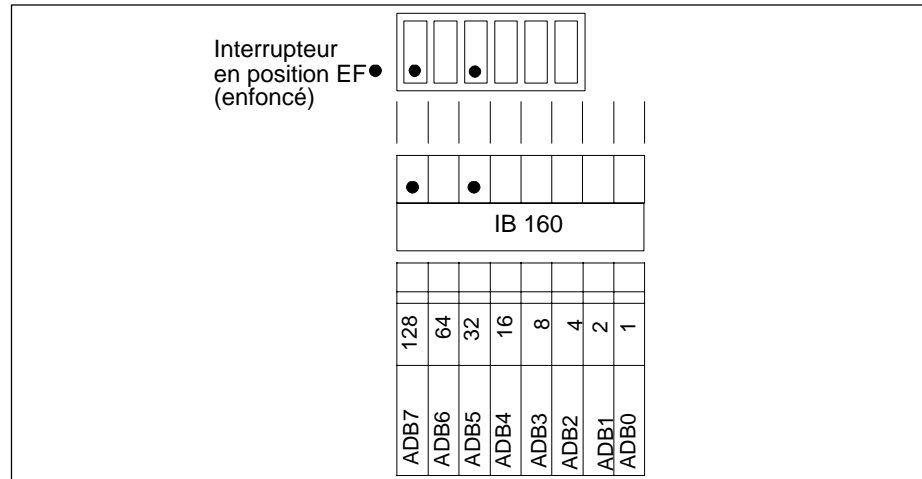 Interrupteur
en position EF
(enfoncé)
IB 160
128 64 32 16 8 4 2 1
ADB7 ADB6 ADB5 ADB4 ADB3 ADB2 ADB1 ADB0